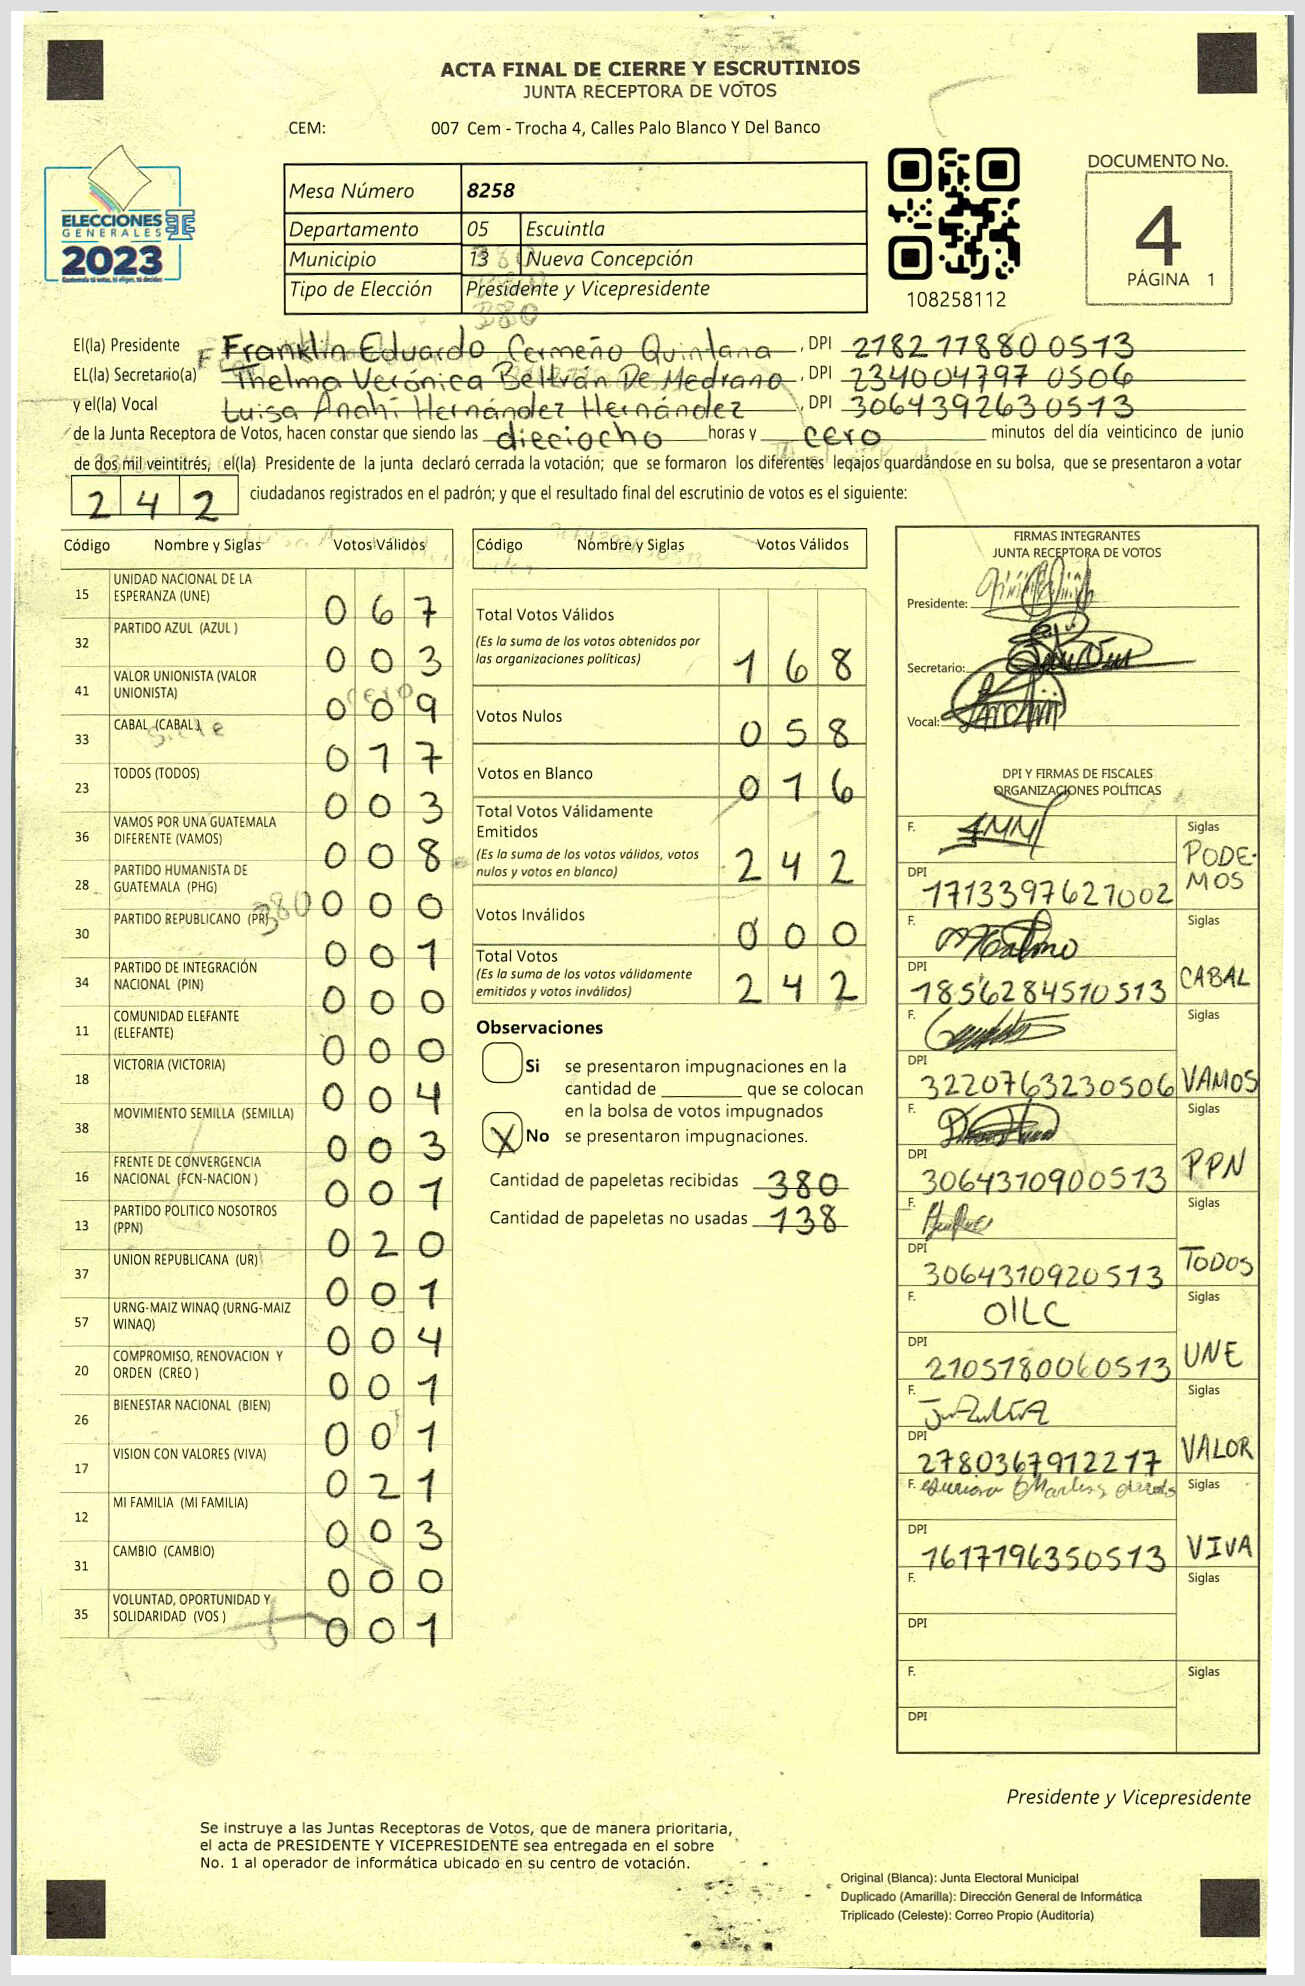 ACTA FINAL DE CIERRE Y ESCRUTINIOS
JUNTA RECEPTORA DE VOTOS
CEM: 007 Cem - Trocha 4, Calles Palo Blanco Y Del Banco
ELECCIONES
GENERALES
2023
Mesa Número 8258
Departamento 05 Escuintla
Municipio 13 Nueva Concepción
Tipo de Elección Presidente y Vicepresidente
108258112
DOCUMENTO No.
4
PÁGINA 1
El(la) Presidente Franklin Eduardo Cermeño Quintana, DPI 2182778800513
EL(la) Secretario(a) Thelma Verónica Beltrán De Medrano, DPI 2340047970506
y el(la) Vocal Luisa Anahí Hernández Hernández, DPI 3064392630513
de la Junta Receptora de Votos, hacen constar que siendo las dieciocho horas y cero minutos del día veinticinco de junio
de dos mil veintitrés, el(la) Presidente de la junta declaró cerrada la votación; que se formaron los diferentes legajos guardándose en su bolsa, que se presentaron a votar
242 ciudadanos registrados en el padrón; y que el resultado final del escrutinio de votos es el siguiente:
Código Nombre y Siglas Votos Válidos
15 UNIDAD NACIONAL DE LA ESPERANZA (UNE) 067
32 PARTIDO AZUL (AZUL ) 003
41 VALOR UNIONISTA (VALOR UNIONISTA) 009
33 CABAL (CABAL ) 017
23 TODOS (TODOS) 003
36 VAMOS POR UNA GUATEMALA DIFERENTE (VAMOS) 008
28 PARTIDO HUMANISTA DE GUATEMALA (PHG) 000
30 PARTIDO REPUBLICANO (PR) 001
34 PARTIDO DE INTEGRACIÓN NACIONAL (PIN) 000
11 COMUNIDAD ELEFANTE (ELEFANTE) 000
18 VICTORIA (VICTORIA) 004
38 MOVIMIENTO SEMILLA (SEMILLA) 003
16 FRENTE DE CONVERGENCIA NACIONAL (FCN-NACION ) 001
13 PARTIDO POLITICO NOSOTROS (PPN) 020
37 UNION REPUBLICANA (UR) 001
57 URNG-MAIZ WINAQ (URNG-MAIZ WINAQ) 004
20 COMPROMISO, RENOVACION Y ORDEN (CREO ) 001
26 BIENESTAR NACIONAL (BIEN) 001
17 VISION CON VALORES (VIVA) 021
12 MI FAMILIA (MI FAMILIA) 003
31 CAMBIO (CAMBIO) 000
35 VOLUNTAD, OPORTUNIDAD Y SOLIDARIDAD (VOS ) 001
Código Nombre y Siglas Votos Válidos
Total Votos Válidos 168
(Es la suma de los votos obtenidos por
las organizaciones políticas)
Votos Nulos 058
Votos en Blanco 016
Total Votos Válidamente
Emitidos 242
(Es la suma de los votos válidos, votos
nulos y votos en blanco)
Votos Inválidos 000
Total Votos 242
(Es la suma de los votos válidamente
emitidos y votos inválidos)
Observaciones
Si se presentaron impugnaciones en la
cantidad de ________ que se colocan
en la bolsa de votos impugnados
X No se presentaron impugnaciones.
Cantidad de papeletas recibidas 380
Cantidad de papeletas no usadas 138
FIRMAS INTEGRANTES
JUNTA RECEPTORA DE VOTOS
Presidente:
Secretario:
Vocal:
DPI Y FIRMAS DE FISCALES
ORGANIZACIONES POLÍTICAS
F. Siglas PODEMOS
DPI 1713397627002
F. Siglas CABAL
DPI 1856284510513
F. Siglas VAMOS
DPI 3220763230506
F. Siglas PPN
DPI 3064310900513
F. Siglas TODOS
DPI 3064310920513
F. OILC Siglas UNE
DPI 2105780060513
F. Siglas VALOR
DPI 2780367912217
F. Siglas VIVA
DPI 1617796350513
F. Siglas
DPI
F. Siglas
DPI
Presidente y Vicepresidente
Se instruye a las Juntas Receptoras de Votos, que de manera prioritaria,
el acta de PRESIDENTE Y VICEPRESIDENTE sea entregada en el sobre
No. 1 al operador de informática ubicado en su centro de votación.
Original (Blanca): Junta Electoral Municipal
Duplicado (Amarilla): Dirección General de Informática
Triplicado (Celeste): Correo Propio (Auditoría)